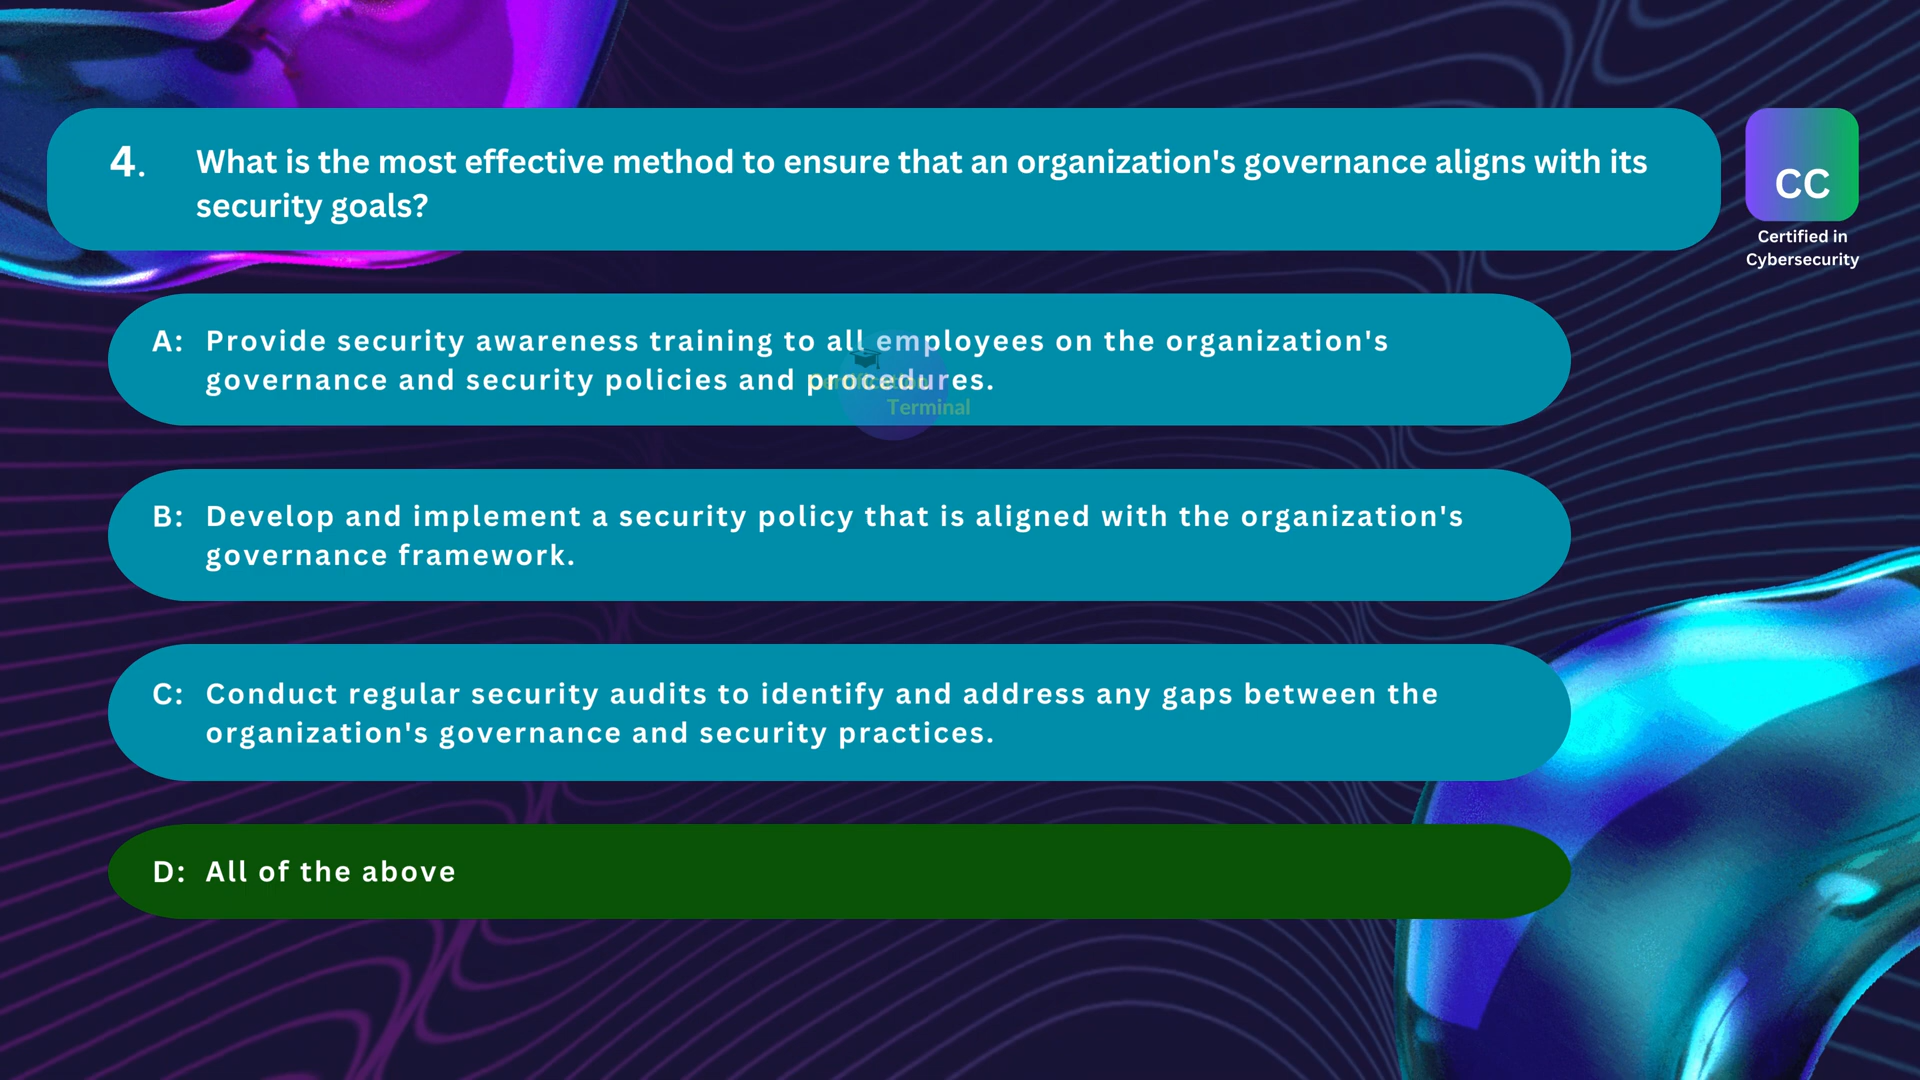 4. What is the most effective method to ensure that an organization's governance aligns with its
security goals?
CC
Certified in
Cybersecurity
A: Provide security awareness training to all employees on the organization's
governance and security policies and procedures.
Terminal
B: Develop and implement a security policy that is aligned with the organization's
governance framework.
C: Conduct regular security audits to identify and address any gaps between the
organization's governance and security practices.
D: All of the above